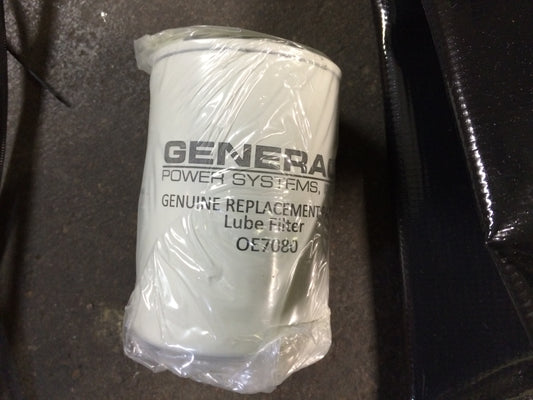 GENERAC
POWER SYSTEMS,
GENUINE REPLACEMENT
Lube Filter
OE7080